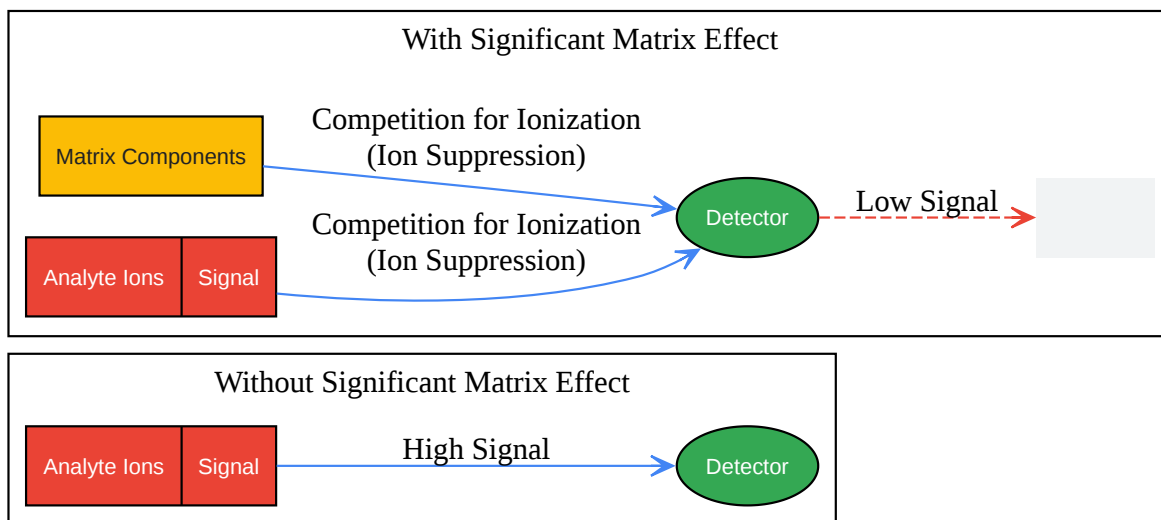 With Significant Matrix Effect
Competition for Ionization
(Ion Suppression)
Matrix Components
Competition for Ionization
(Ion Suppression)
Detector
Low Signal
Analyte Ions
Signal
Without Significant Matrix Effect
Analyte Ions
Signal
High Signal
Detector